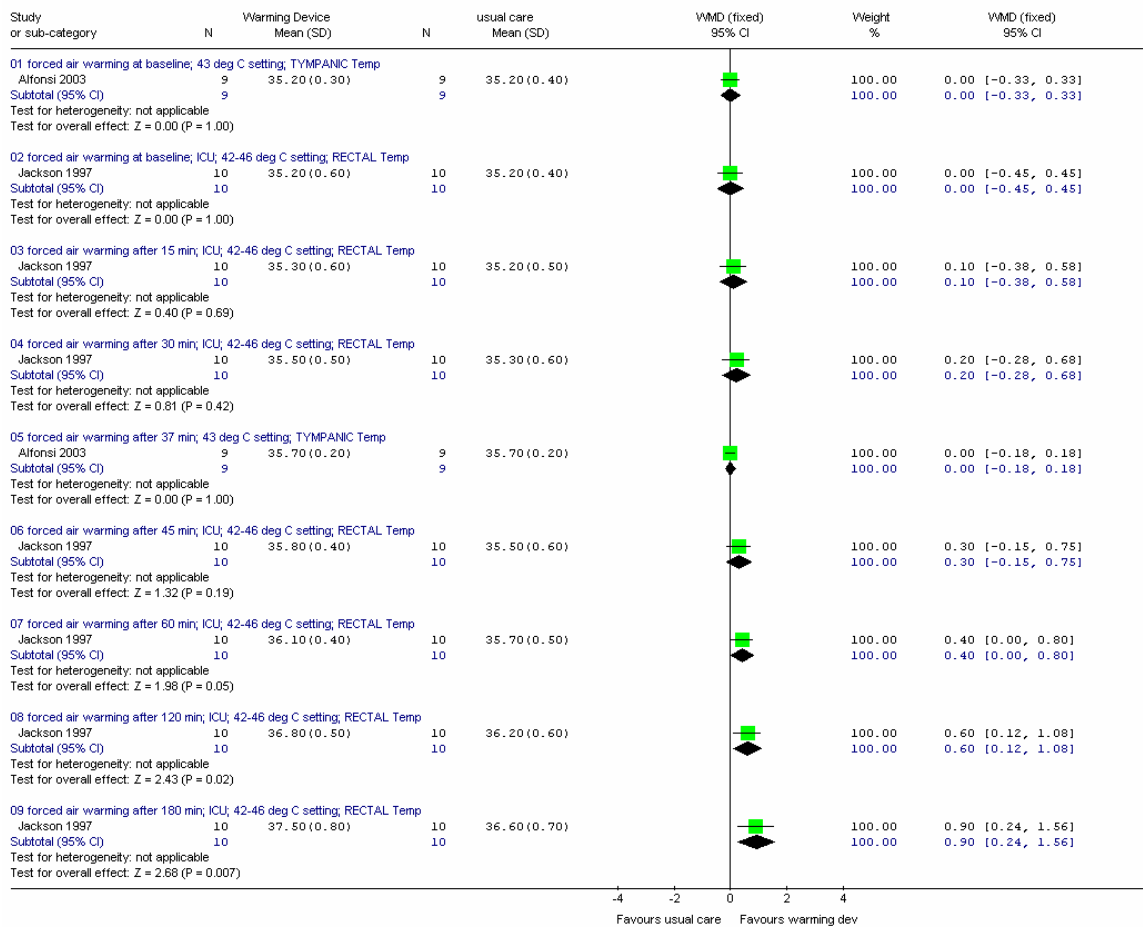 Study Warming Device usual care WMD (fixed) Weight WMD (fixed)
or sub-category N Mean (SD) N Mean (SD) 95% CI % 95% CI
01 forced air warming at baseline; 43 deg C setting; TYMPANIC Temp
Alfonsi 2003 9 35.20(0.30) 9 35.20(0.40) 100.00 0.00 [-0.33, 0.33]
Subtotal (95% CI) 9 9 100.00 0.00 [-0.33, 0.33]
Test for heterogeneity: not applicable
Test for overall effect: Z = 0.00 (P = 1.00)
02 forced air warming at baseline; ICU; 42-46 deg C setting; RECTAL Temp
Jackson 1997 10 35.20(0.60) 10 35.20(0.40) 100.00 0.00 [-0.45, 0.45]
Subtotal (95% CI) 10 10 100.00 0.00 [-0.45, 0.45]
Test for heterogeneity: not applicable
Test for overall effect: Z = 0.00 (P = 1.00)
03 forced air warming after 15 min; ICU; 42-46 deg C setting; RECTAL Temp
Jackson 1997 10 35.30(0.60) 10 35.20(0.50) 100.00 0.10 [-0.38, 0.58]
Subtotal (95% CI) 10 10 100.00 0.10 [-0.38, 0.58]
Test for heterogeneity: not applicable
Test for overall effect: Z = 0.40 (P = 0.69)
04 forced air warming after 30 min; ICU; 42-46 deg C setting; RECTAL Temp
Jackson 1997 10 35.50(0.50) 10 35.30(0.60) 100.00 0.20 [-0.28, 0.68]
Subtotal (95% CI) 10 10 100.00 0.20 [-0.28, 0.68]
Test for heterogeneity: not applicable
Test for overall effect: Z = 0.81 (P = 0.42)
05 forced air warming after 37 min; 43 deg C setting; TYMPANIC Temp
Alfonsi 2003 9 35.70(0.20) 9 35.70(0.20) 100.00 0.00 [-0.18, 0.18]
Subtotal (95% CI) 9 9 100.00 0.00 [-0.18, 0.18]
Test for heterogeneity: not applicable
Test for overall effect: Z = 0.00 (P = 1.00)
06 forced air warming after 45 min; ICU; 42-46 deg C setting; RECTAL Temp
Jackson 1997 10 35.80(0.40) 10 35.50(0.60) 100.00 0.30 [-0.15, 0.75]
Subtotal (95% CI) 10 10 100.00 0.30 [-0.15, 0.75]
Test for heterogeneity: not applicable
Test for overall effect: Z = 1.32 (P = 0.19)
07 forced air warming after 60 min; ICU; 42-46 deg C setting; RECTAL Temp
Jackson 1997 10 36.10(0.40) 10 35.70(0.50) 100.00 0.40 [0.00, 0.80]
Subtotal (95% CI) 10 10 100.00 0.40 [0.00, 0.80]
Test for heterogeneity: not applicable
Test for overall effect: Z = 1.98 (P = 0.05)
08 forced air warming after 120 min; ICU; 42-46 deg C setting; RECTAL Temp
Jackson 1997 10 36.80(0.50) 10 36.20(0.60) 100.00 0.60 [0.12, 1.08]
Subtotal (95% CI) 10 10 100.00 0.60 [0.12, 1.08]
Test for heterogeneity: not applicable
Test for overall effect: Z = 2.43 (P = 0.02)
09 forced air warming after 180 min; ICU; 42-46 deg C setting; RECTAL Temp
Jackson 1997 10 37.50(0.80) 10 36.60(0.70) 100.00 0.90 [0.24, 1.56]
Subtotal (95% CI) 10 10 100.00 0.90 [0.24, 1.56]
Test for heterogeneity: not applicable
Test for overall effect: Z = 2.68 (P = 0.007)
-4 -2 0 2 4
Favours usual care Favours warming dev